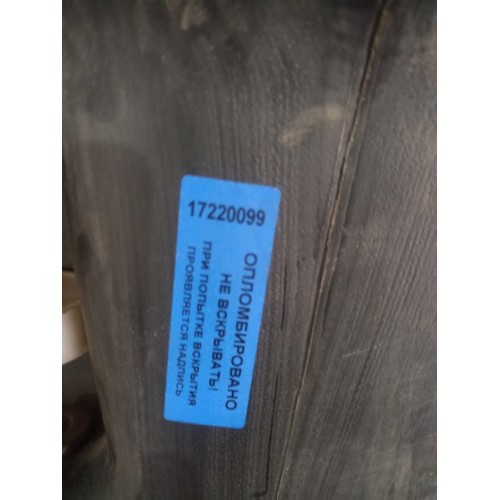 17220099
ОПЛОМБИРОВАНО
НЕ ВСКРЫВАТЬ!
ПРИ ПОПЫТКЕ ВСКРЫТИЯ
ПРОЯВЛЯЕТСЯ НАДПИСЬ